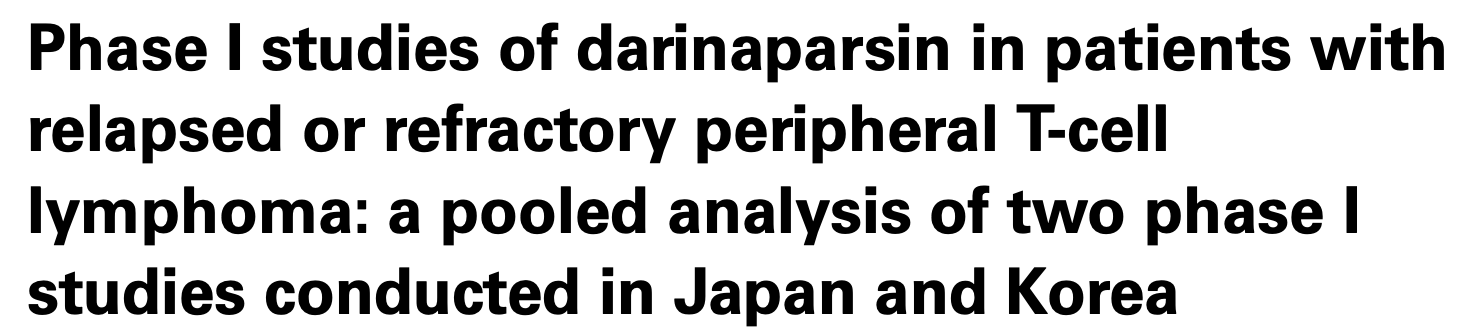 Phase I studies of darinaparsin in patients with
relapsed or refractory peripheral T-cell
lymphoma: a pooled analysis of two phase I
studies conducted in Japan and Korea